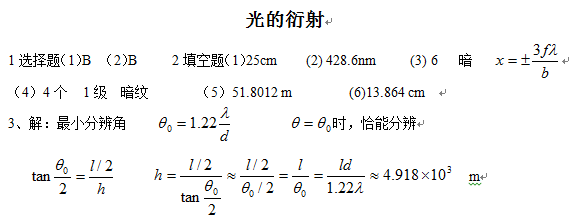 光的衍射↵
1 选择题(1)B (2)B 2 填空题(1)25cm (2) 428.6nm (3) 6 暗 x = ±3fλ/b
(4) 4 个 1 级 暗纹 (5) 51.8012 m (6)13.864 cm↵
3、解：最小分辨角 θ₀ = 1.22 λ/d θ = θ₀时，恰能分辨↵
tan θ₀/2 = (l/2)/h h = (l/2)/(tan θ₀/2) ≈ (l/2)/(θ₀/2) = l/θ₀ = ld/1.22λ ≈ 4.918×10³ m